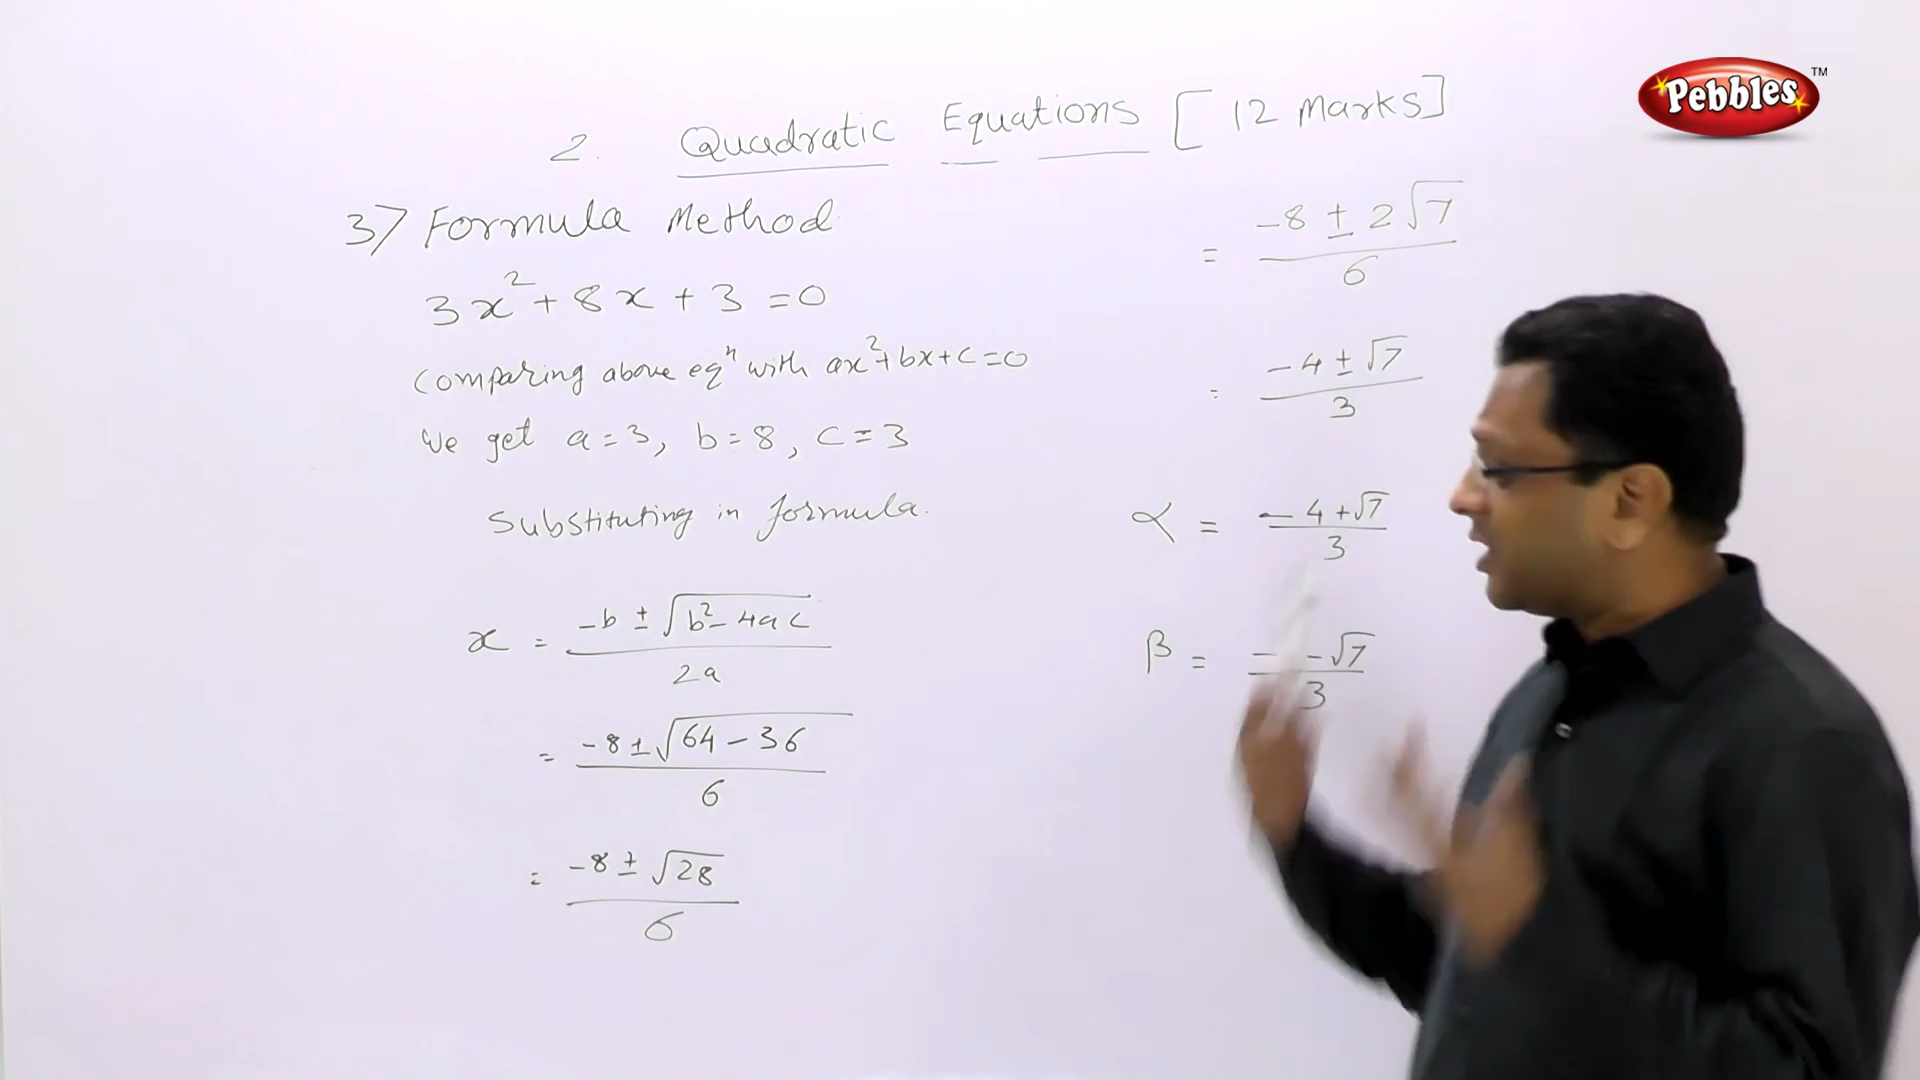 2. Quadratic Equations [12 Marks]
3) Formula Method
3x²+8x+3=0
Comparing above eqⁿ with ax²+bx+c=0
We get a=3, b=8, c=3
Substituting in formula.
x = (-b ± √(b²-4ac))/2a
= (-8 ± √(64-36))/6
= (-8 ± √28)/6
= (-8 ± 2√7)/6
= (-4 ± √7)/3
α = (-4+√7)/3
β = (- -√7)/3
Pebbles™